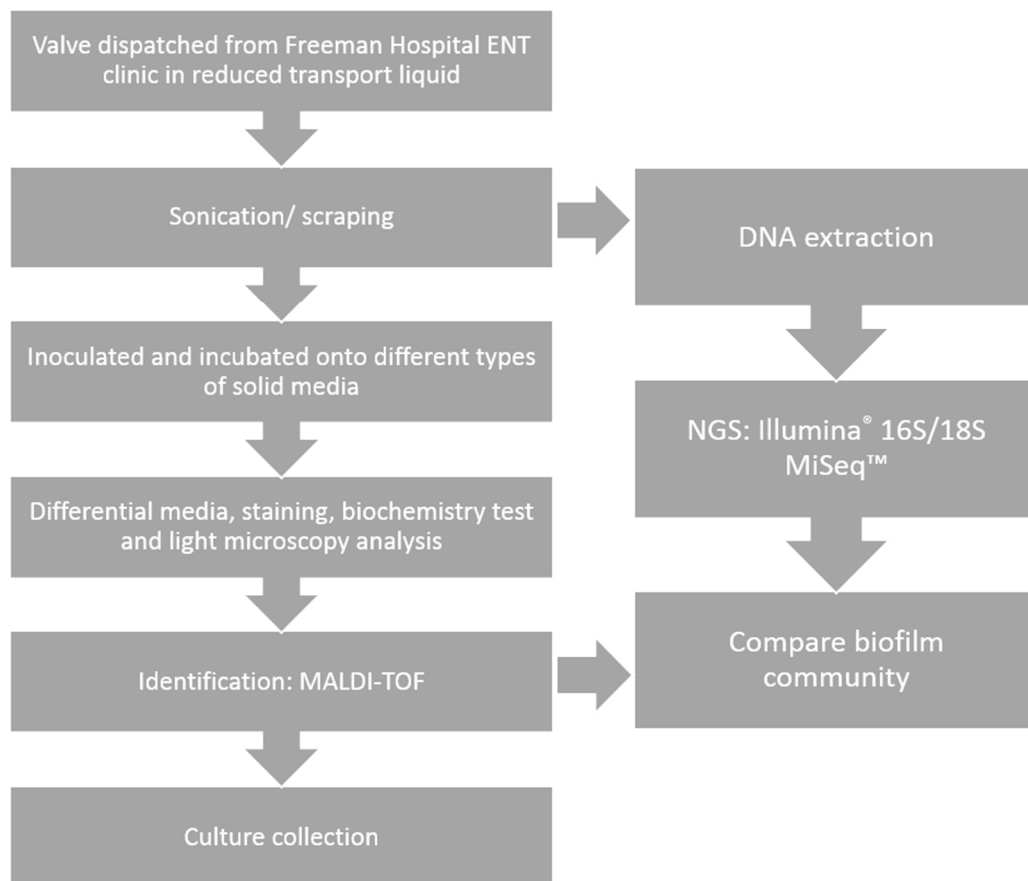 Valve dispatched from Freeman Hospital ENT
clinic in reduced transport liquid
Sonication/ scraping
DNA extraction
Inoculated and incubated onto different types
of solid media
NGS: Illumina® 16S/18S
MiSeq™
Differential media, staining, biochemistry test
and light microscopy analysis
Identification: MALDI-TOF
Compare biofilm
community
Culture collection